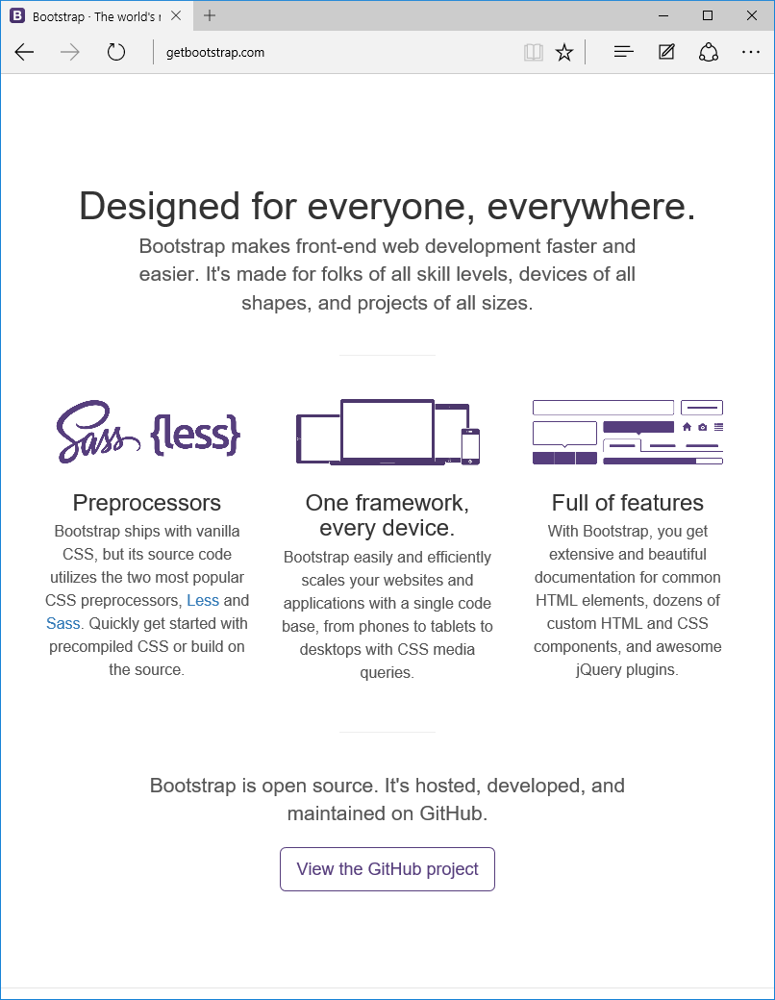 B Bootstrap · The world's r
getbootstrap.com
Designed for everyone, everywhere.
Bootstrap makes front-end web development faster and
easier. It's made for folks of all skill levels, devices of all
shapes, and projects of all sizes.
Sass {less}
Preprocessors
Bootstrap ships with vanilla
CSS, but its source code
utilizes the two most popular
CSS preprocessors, Less and
Sass. Quickly get started with
precompiled CSS or build on
the source.
One framework,
every device.
Bootstrap easily and efficiently
scales your websites and
applications with a single code
base, from phones to tablets to
desktops with CSS media
queries.
Full of features
With Bootstrap, you get
extensive and beautiful
documentation for common
HTML elements, dozens of
custom HTML and CSS
components, and awesome
jQuery plugins.
Bootstrap is open source. It's hosted, developed, and
maintained on GitHub.
View the GitHub project